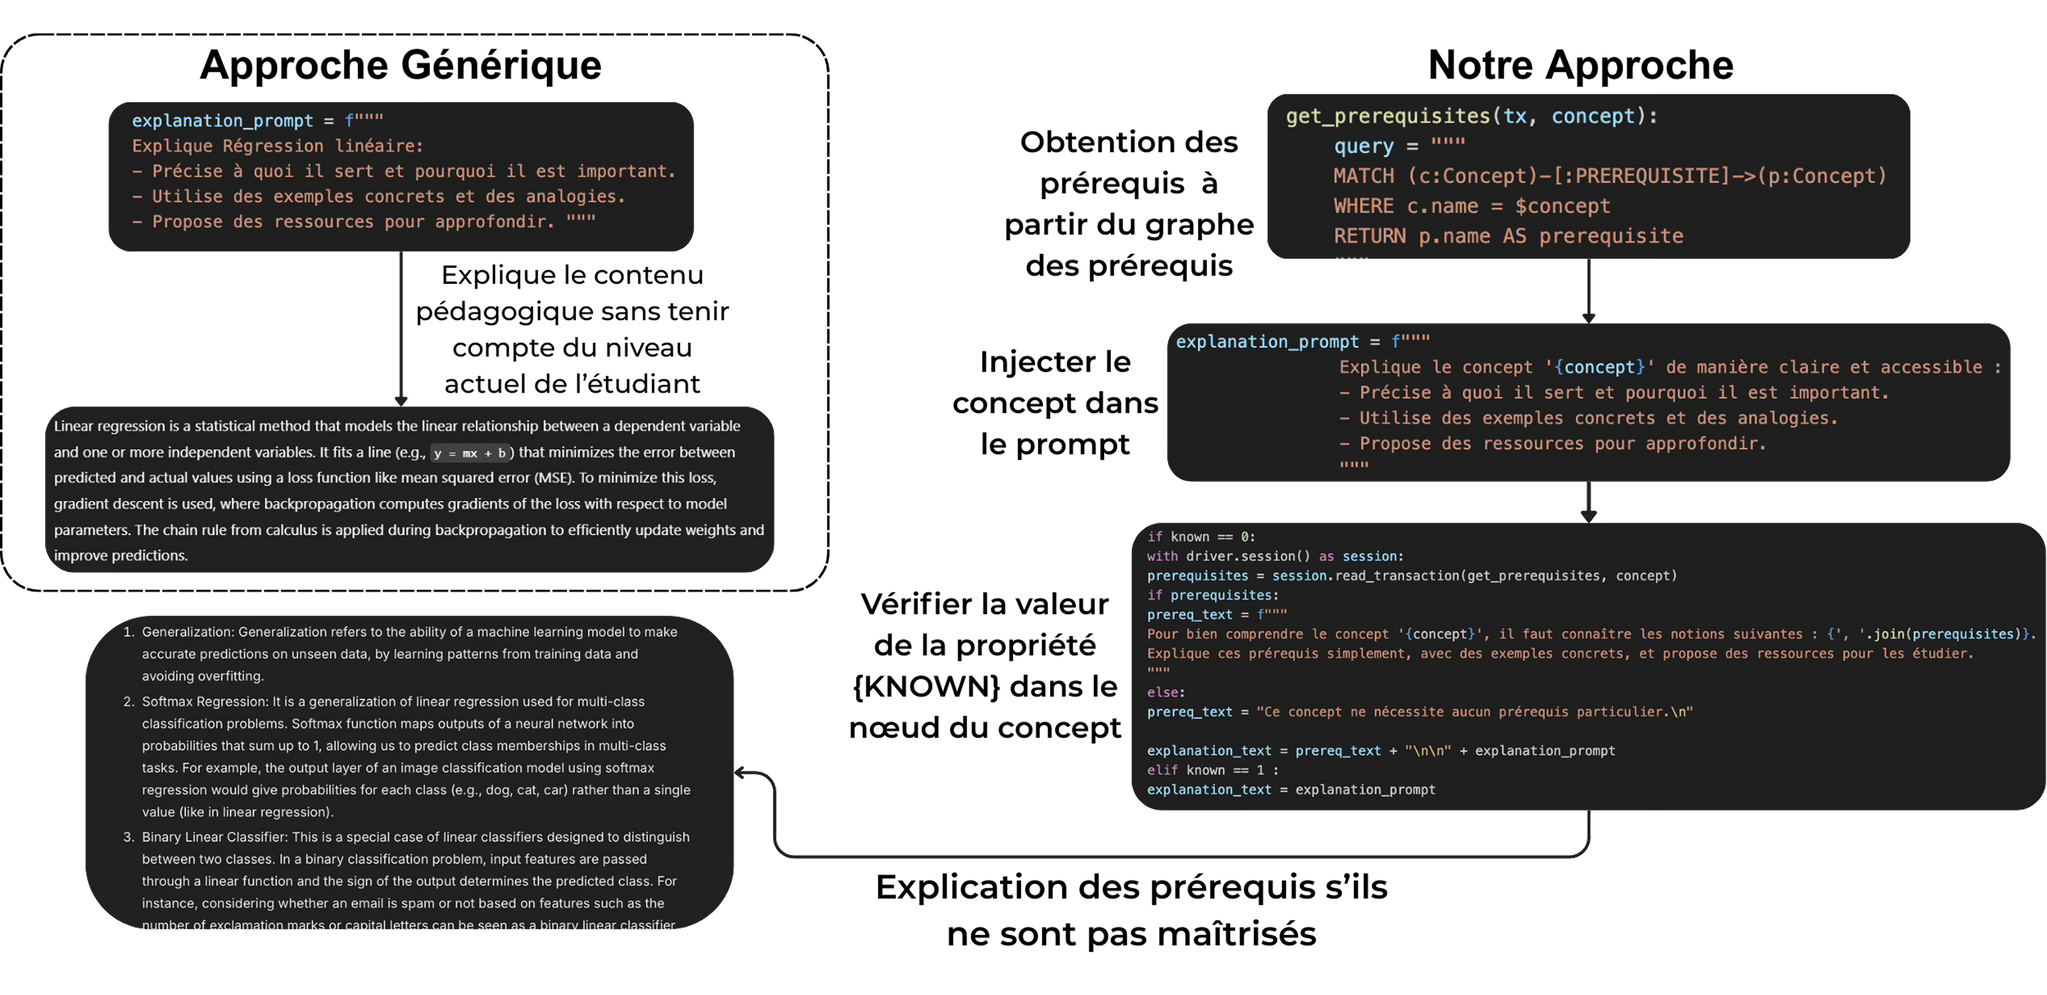 Approche Générique
explanation_prompt = f"""
Explique Régression linéaire:
- Précise à quoi il sert et pourquoi il est important.
- Utilise des exemples concrets et des analogies.
- Propose des ressources pour approfondir. """
Explique le contenu
pédagogique sans tenir
compte du niveau
actuel de l'étudiant
Linear regression is a statistical method that models the linear relationship between a dependent variable
and one or more independent variables. It fits a line (e.g., y = mx + b ) that minimizes the error between
predicted and actual values using a loss function like mean squared error (MSE). To minimize this loss,
gradient descent is used, where backpropagation computes gradients of the loss with respect to model
parameters. The chain rule from calculus is applied during backpropagation to efficiently update weights and
improve predictions.
Notre Approche
Obtention des
prérequis à
partir du graphe
des prérequis
get_prerequisites(tx, concept):
query = """
MATCH (c:Concept)-[:PREREQUISITE]->(p:Concept)
WHERE c.name = $concept
RETURN p.name AS prerequisite
"""
Injecter le
concept dans
le prompt
explanation_prompt = f"""
Explique le concept '{concept}' de manière claire et accessible :
- Précise à quoi il sert et pourquoi il est important.
- Utilise des exemples concrets et des analogies.
- Propose des ressources pour approfondir.
"""
Vérifier la valeur
de la propriété
{KNOWN} dans le
nœud du concept
if known == 0:
with driver.session() as session:
prerequisites = session.read_transaction(get_prerequisites, concept)
if prerequisites:
prereq_text = f"""
Pour bien comprendre le concept '{concept}', il faut connaître les notions suivantes : {', '.join(prerequisites)}.
Explique ces prérequis simplement, avec des exemples concrets, et propose des ressources pour les étudier.
"""
else:
prereq_text = "Ce concept ne nécessite aucun prérequis particulier.\n"
explanation_text = prereq_text + "\n\n" + explanation_prompt
elif known == 1 :
explanation_text = explanation_prompt
Explication des prérequis s'ils
ne sont pas maîtrisés
1. Generalization: Generalization refers to the ability of a machine learning model to make
accurate predictions on unseen data, by learning patterns from training data and
avoiding overfitting.
2. Softmax Regression: It is a generalization of linear regression used for multi-class
classification problems. Softmax function maps outputs of a neural network into
probabilities that sum up to 1, allowing us to predict class memberships in multi-class
tasks. For example, the output layer of an image classification model using softmax
regression would give probabilities for each class (e.g., dog, cat, car) rather than a single
value (like in linear regression).
3. Binary Linear Classifier: This is a special case of linear classifiers designed to distinguish
between two classes. In a binary classification problem, input features are passed
through a linear function and the sign of the output determines the predicted class. For
instance, considering whether an email is spam or not based on features such as the
number of exclamation marks or capital letters can be seen as a binary linear classifier